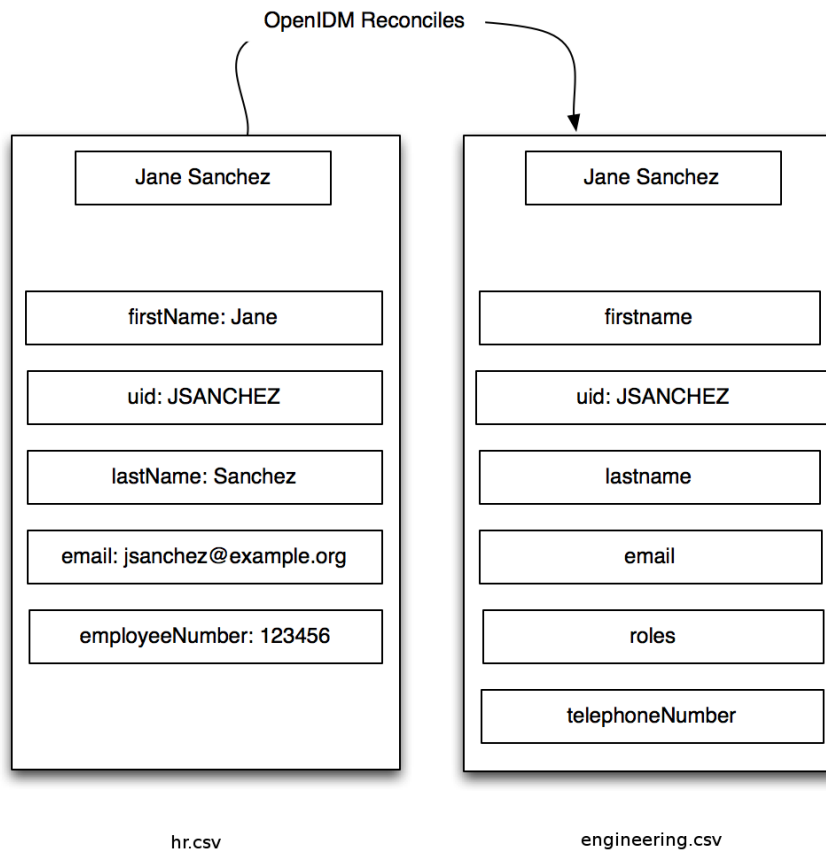 OpenIDM Reconciles
Jane Sanchez
firstName: Jane
uid: JSANCHEZ
lastName: Sanchez
email: jsanchez@example.org
employeeNumber: 123456
hr.csv
Jane Sanchez
firstname
uid: JSANCHEZ
lastname
email
roles
telephoneNumber
engineering.csv